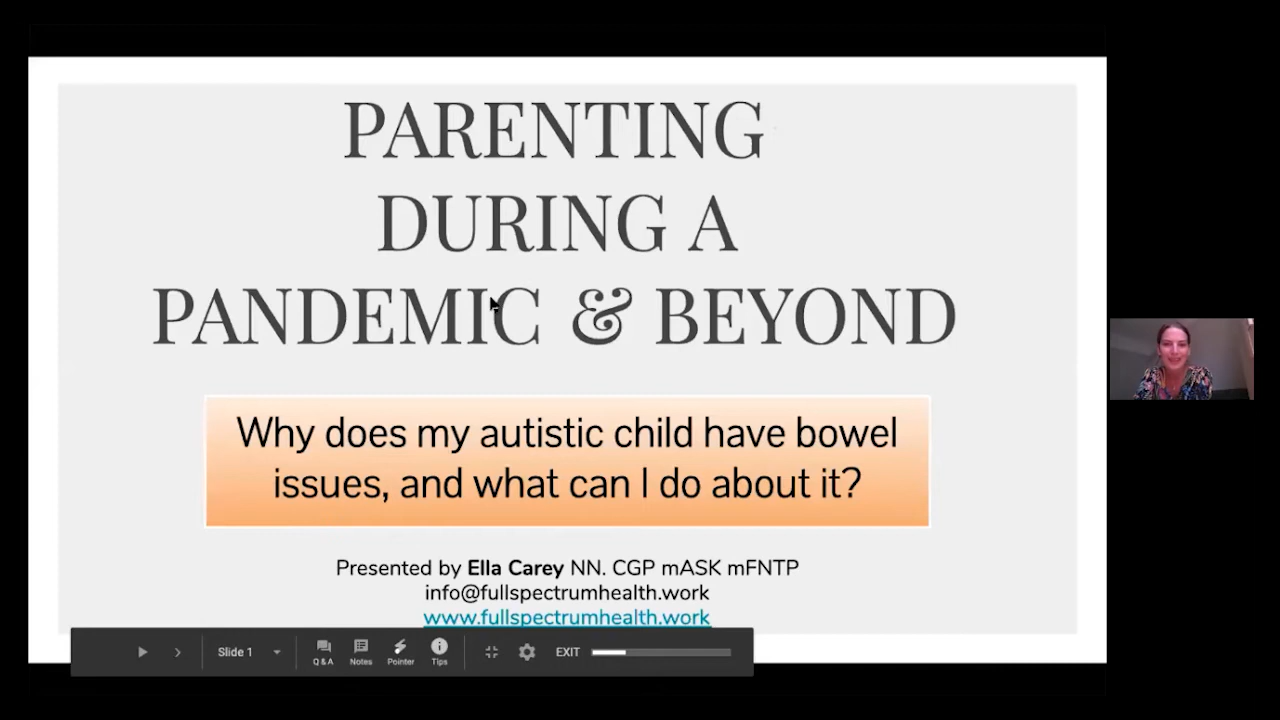 PARENTING
DURING A
PANDEMIC & BEYOND
Why does my autistic child have bowel
issues, and what can I do about it?
Presented by Ella Carey NN. CGP mASK mFNTP
info@fullspectrumhealth.work
www.fullspectrumhealth.work
Slide 1
Q & A
Notes
Pointer
Tips
EXIT